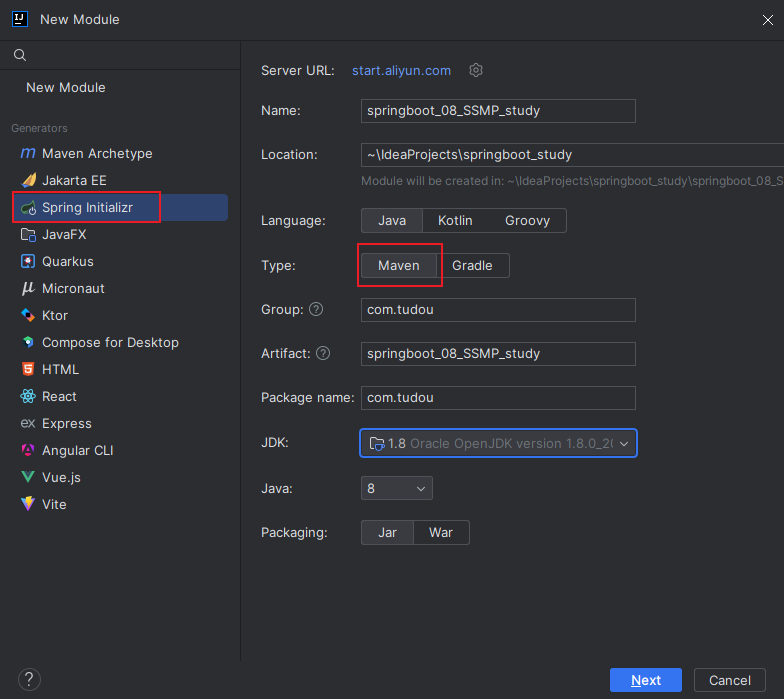 New Module
New Module
Generators
Maven Archetype
Jakarta EE
Spring Initializr
JavaFX
Quarkus
Micronaut
Ktor
Compose for Desktop
HTML
React
ex Express
Angular CLI
Vue.js
Vite
Server URL: start.aliyun.com
Name: springboot_08_SSMP_study
Location: ~\IdeaProjects\springboot_study
Module will be created in: ~\IdeaProjects\springboot_study\springboot_08_S
Language: Java Kotlin Groovy
Type: Maven Gradle
Group: ? com.tudou
Artifact: ? springboot_08_SSMP_study
Package name: com.tudou
JDK: 1.8 Oracle OpenJDK version 1.8.0_20
Java: 8
Packaging: Jar War
? Next Cancel